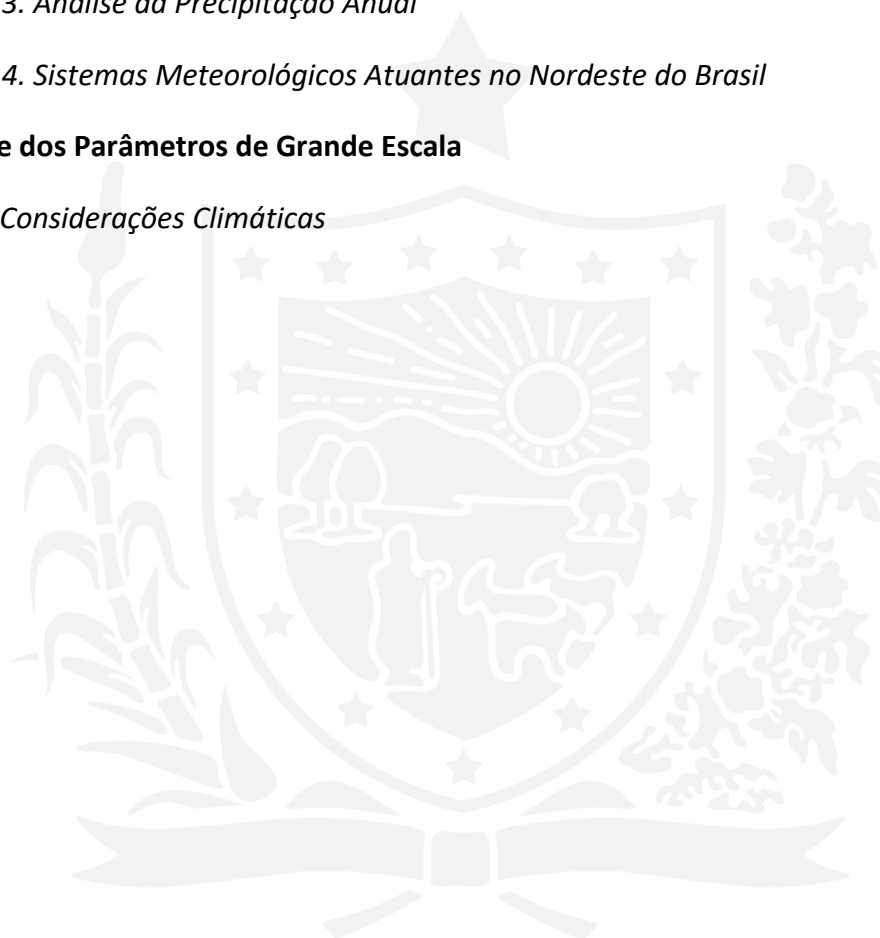 3. Análise da Precipitação Anual
4. Sistemas Meteorológicos Atuantes no Nordeste do Brasil
e dos Parâmetros de Grande Escala
Considerações Climáticas